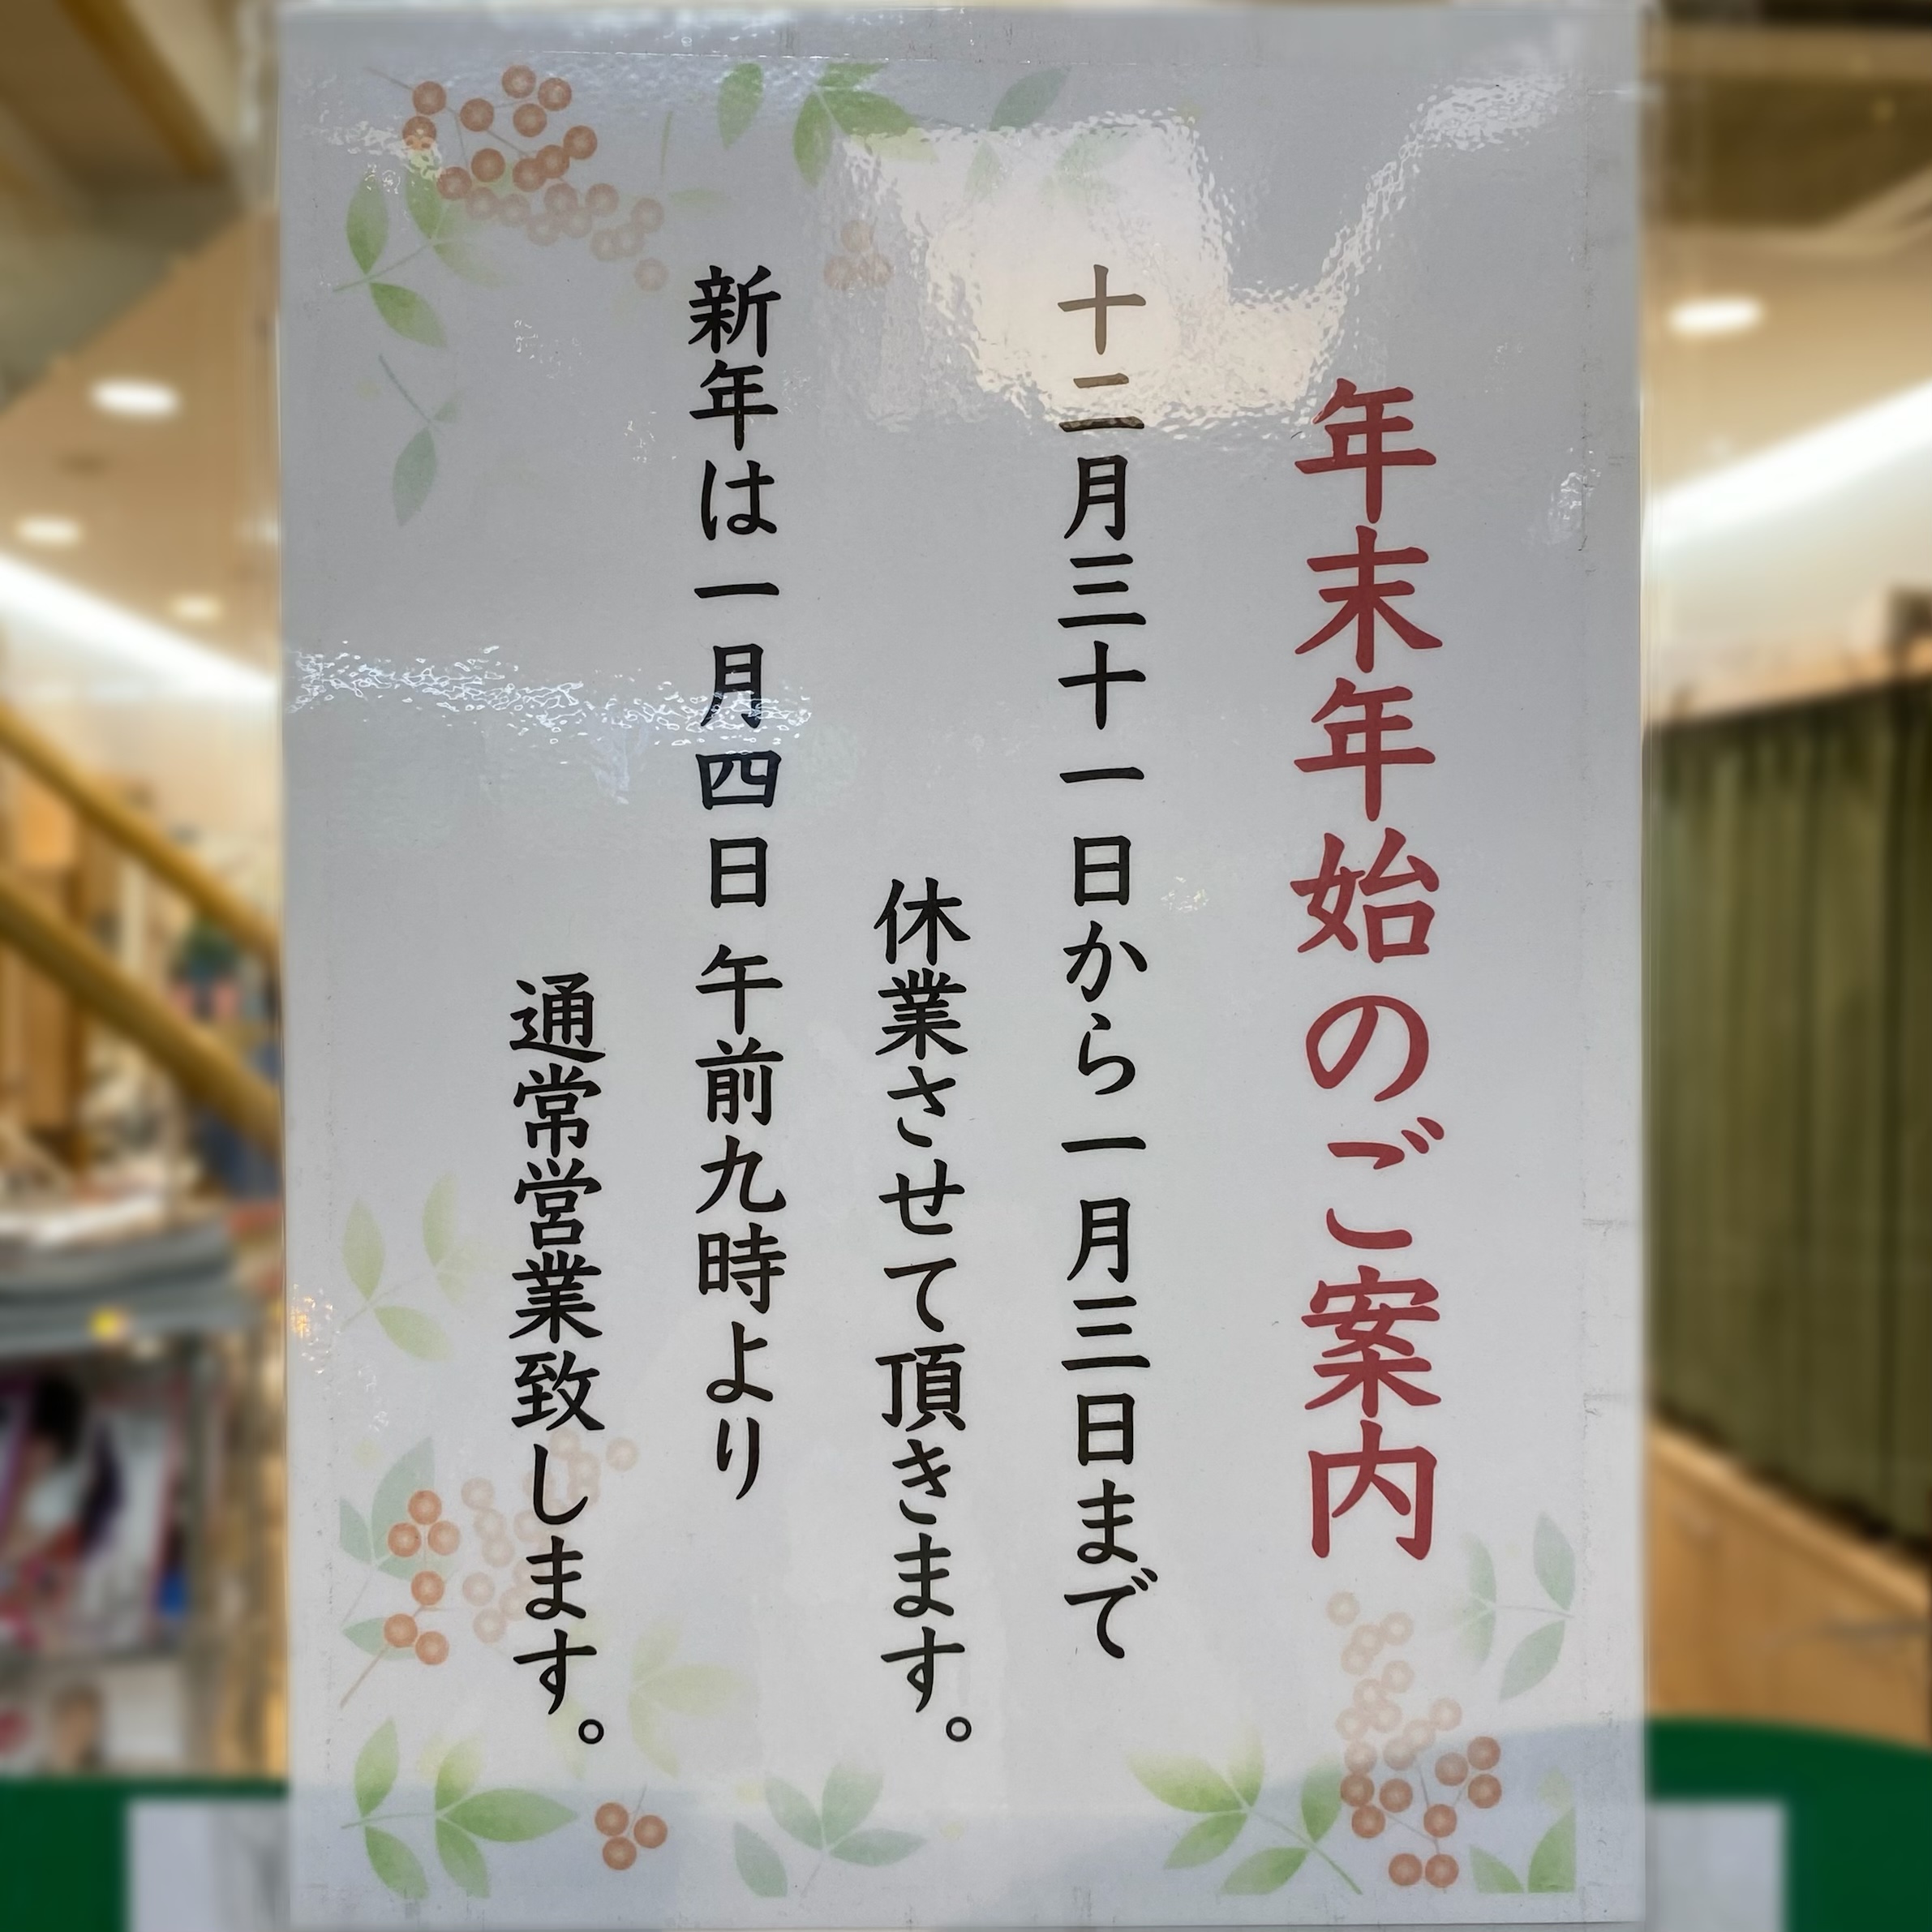 年末年始のご案内
十二月三十一日から一月三日まで
休業させて頂きます。
新年は一月四日 午前九時より
通常営業致します。